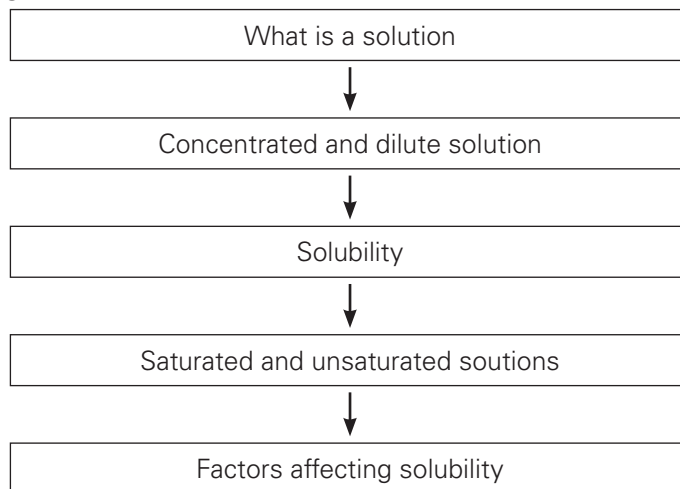 What is a solution
Concentrated and dilute solution
Solubility
Saturated and unsaturated soutions
Factors affecting solubility